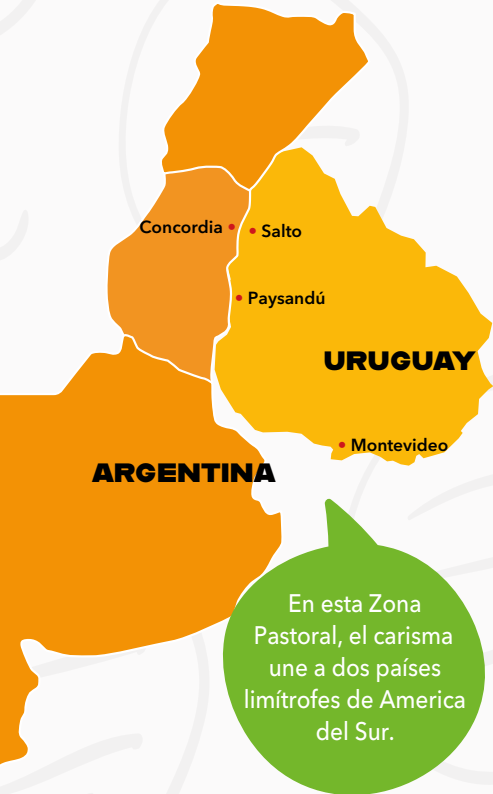 Concordia
Salto
Paysandú
URUGUAY
Montevideo
ARGENTINA
En esta Zona
Pastoral, el carisma
une a dos países
limítrofes de America
del Sur.